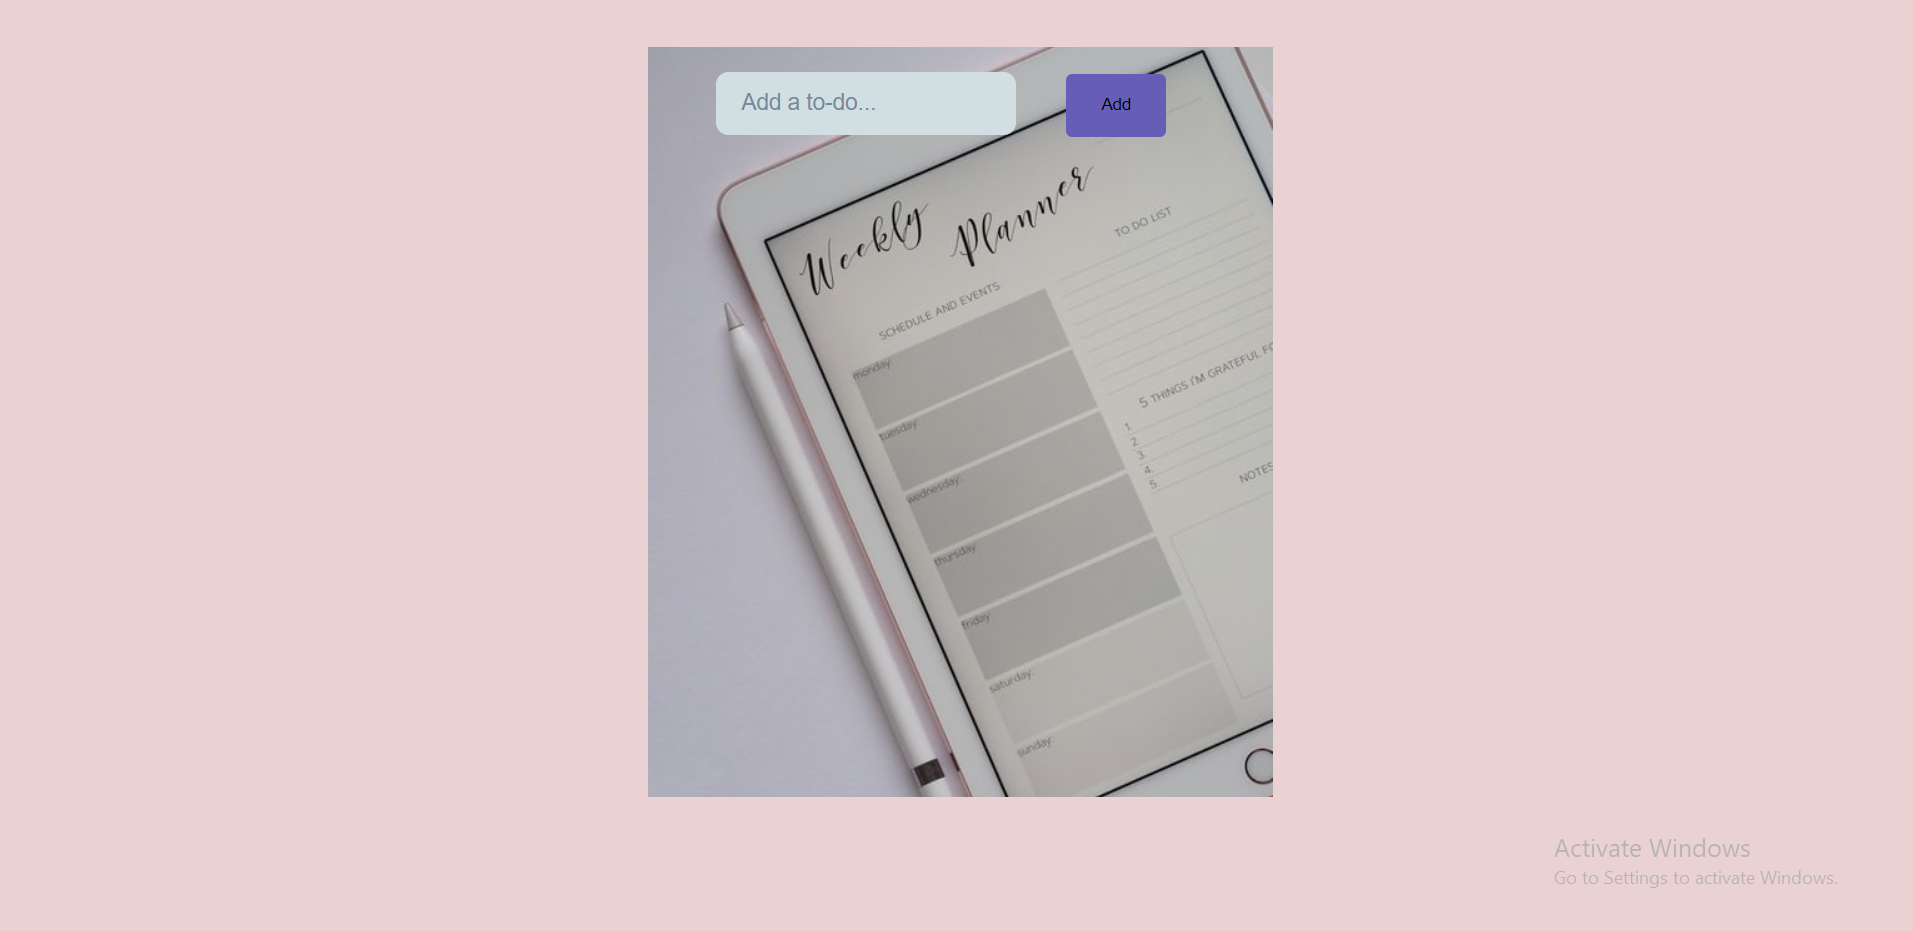 Add a to-do...
Add
Weekly Planner
TO DO LIST
SCHEDULE AND EVENTS
monday:
tuesday:
wednesday:
thursday:
friday:
saturday:
sunday:
5 THINGS I'M GRATEFUL
1.
2.
3.
4.
5.
NOTES
Activate Windows
Go to Settings to activate Windows.